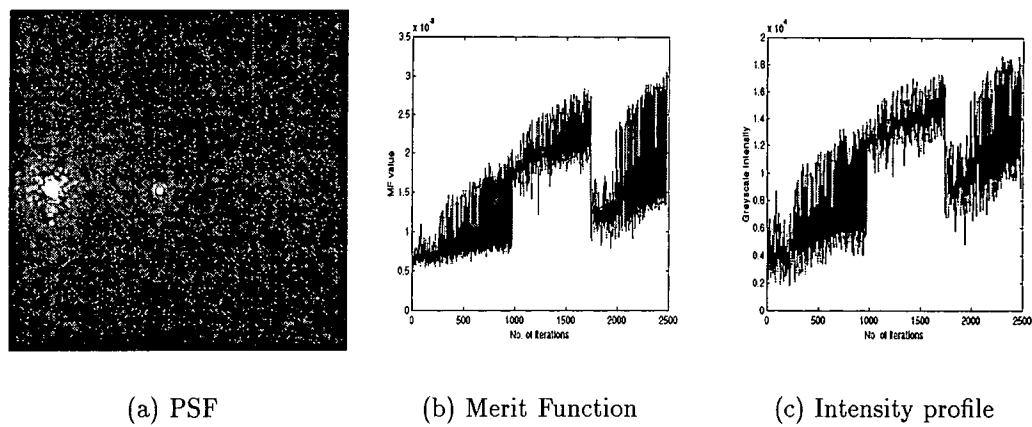 x 10⁻³
3.5
3
2.5
2
1.5
1
0.5
0
MF value
0 500 1000 1500 2000 2500
No. of Iterations
x 10⁴
2
1.8
1.6
1.4
1.2
1
0.8
0.6
0.4
0.2
0
Greyscale Intensity
0 500 1000 1500 2000 2500
No. of Iterations
(a) PSF (b) Merit Function (c) Intensity profile